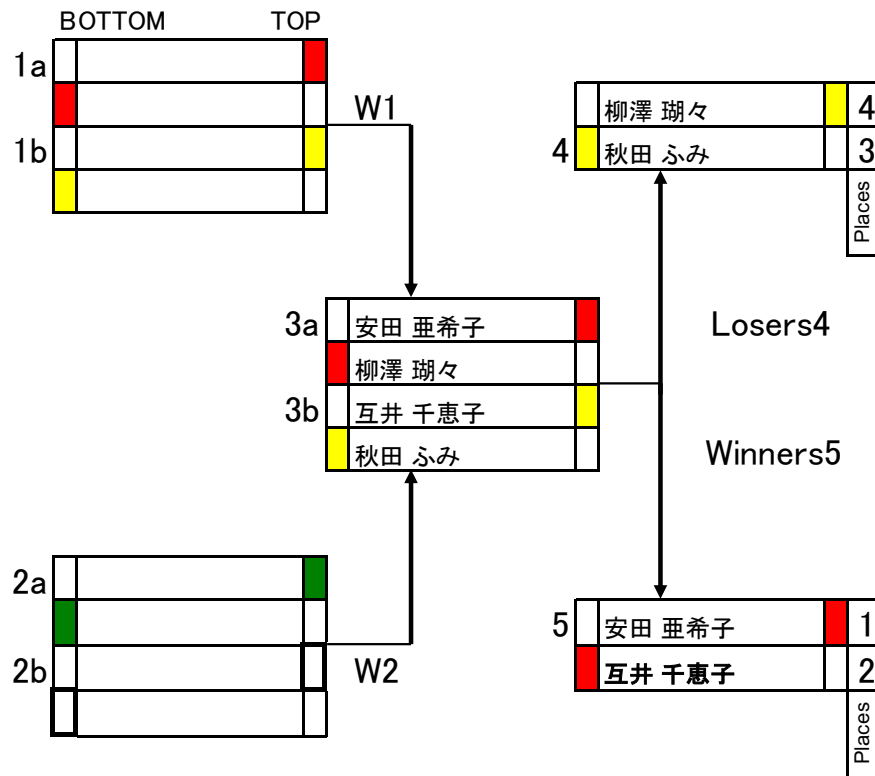 BOTTOM TOP
1a
W1
1b
柳澤 瑚々 4
4 秋田 ふみ 3
Places
3a 安田 亜希子
柳澤 瑚々
3b 互井 千恵子
秋田 ふみ
Losers4
Winners5
2a
2b W2
5 安田 亜希子 1
互井 千恵子 2
Places